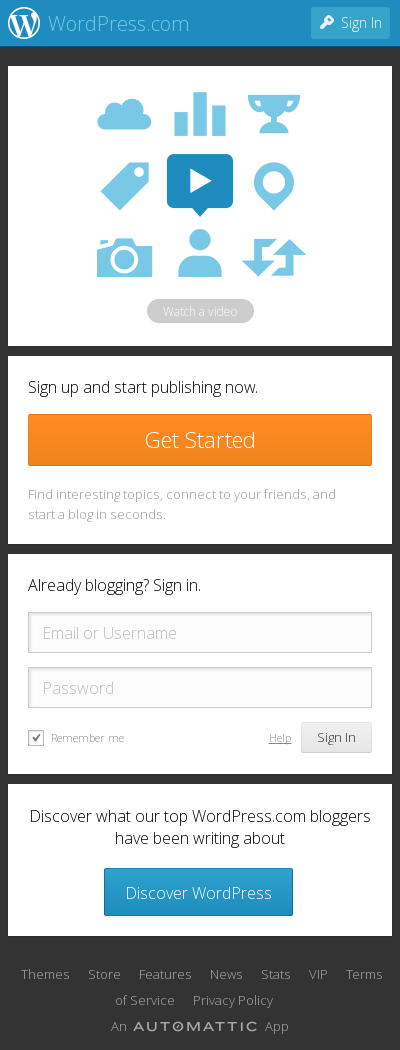 WordPress.com
Sign In
Watch a video
Sign up and start publishing now.
Get Started
Find interesting topics, connect to your friends, and
start a blog in seconds.
Already blogging? Sign in.
Email or Username
Password
Remember me
Help
Sign In
Discover what our top WordPress.com bloggers
have been writing about
Discover WordPress
Themes Store Features News Stats VIP Terms
of Service Privacy Policy
An AUTOMATTIC App